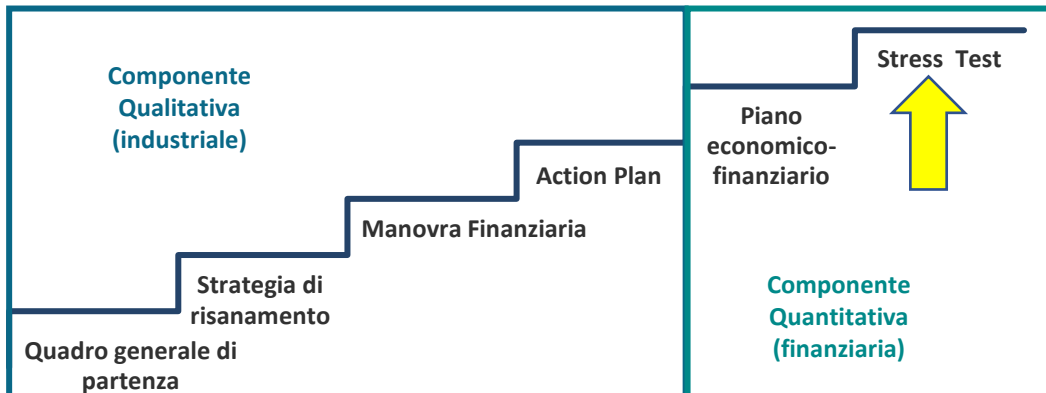 Componente
Qualitativa
(industriale)
Quadro generale di
partenza
Strategia di
risanamento
Manovra Finanziaria
Action Plan
Piano
economico-
finanziario
Stress Test
Componente
Quantitativa
(finanziaria)